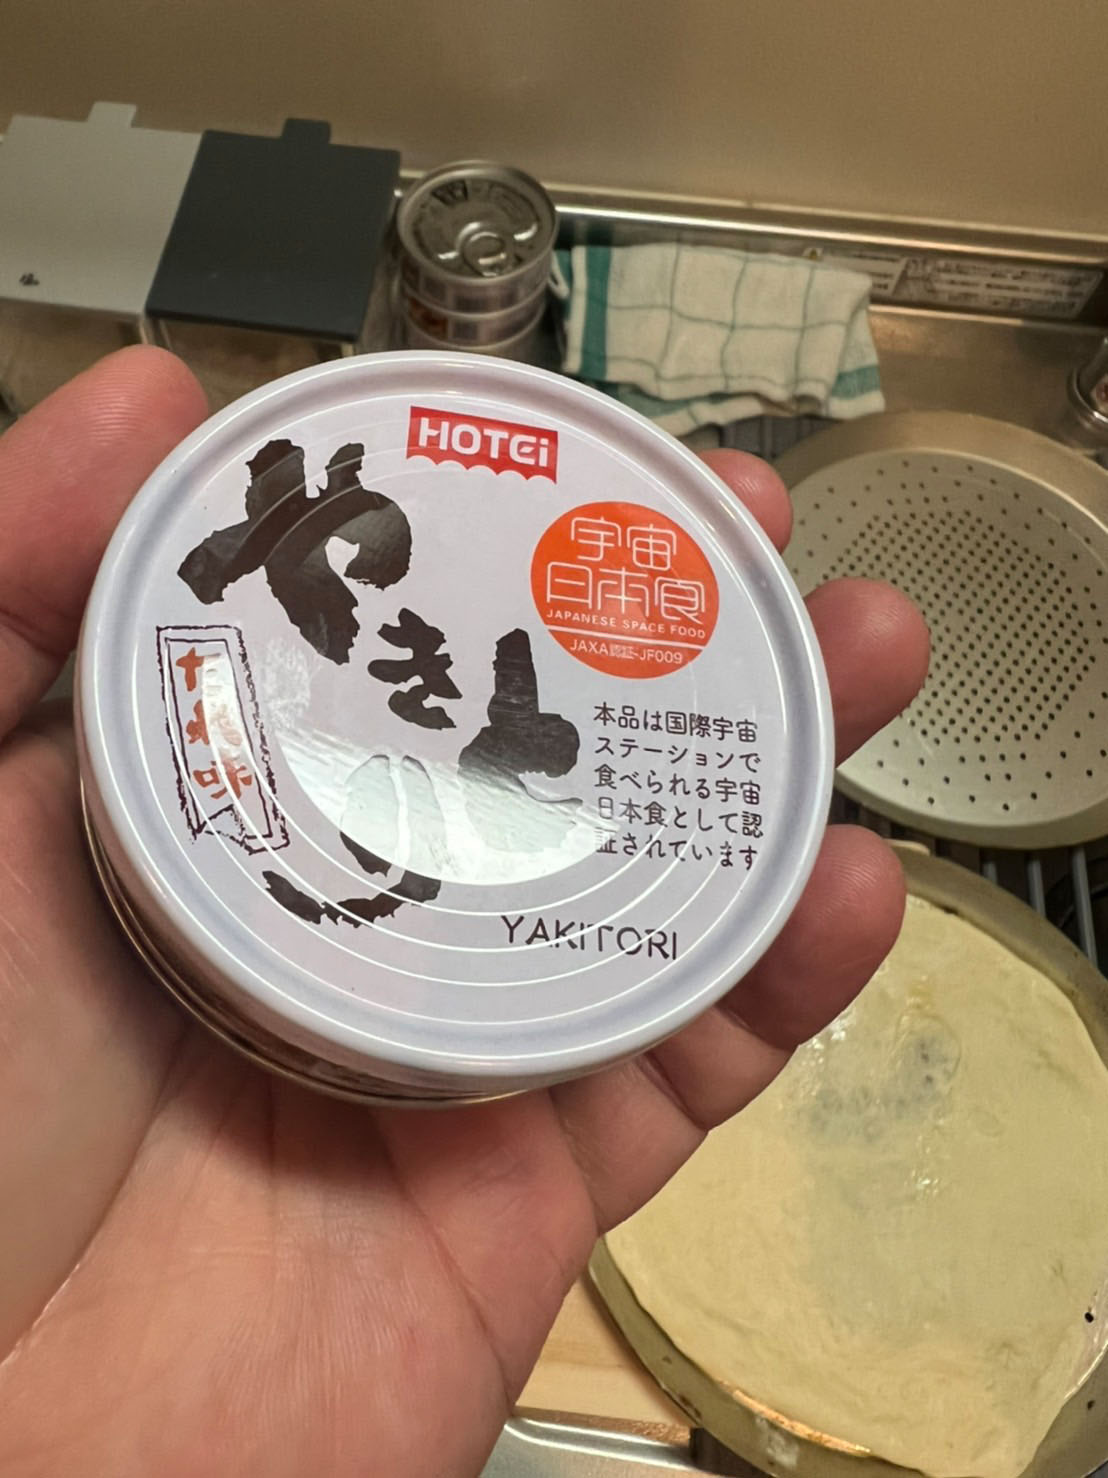 HOTEi
やきとり
たれ味
宇宙
日本食
JAPANESE SPACE FOOD
JAXA認証-JF009
本品は国際宇宙
ステーションで
食べられる宇宙
日本食として認
証されています
YAKITORI